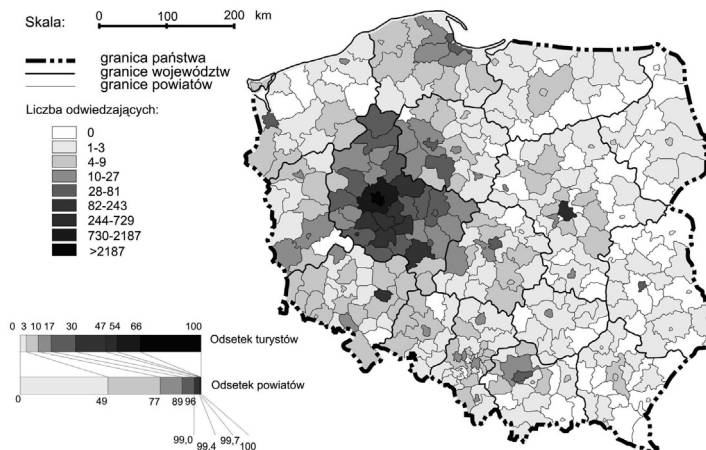 Skala:
0 100 200 km
granica państwa
granice województw
granice powiatów
Liczba odwiedzających:
0
1-3
4-9
10-27
28-81
82-243
244-729
730-2187
>2187
0 3 10 17 30 47 54 66 100
Odsetek turystów
Odsetek powiatów
0 49 77 89 96
99,0
99,4
99,7
100